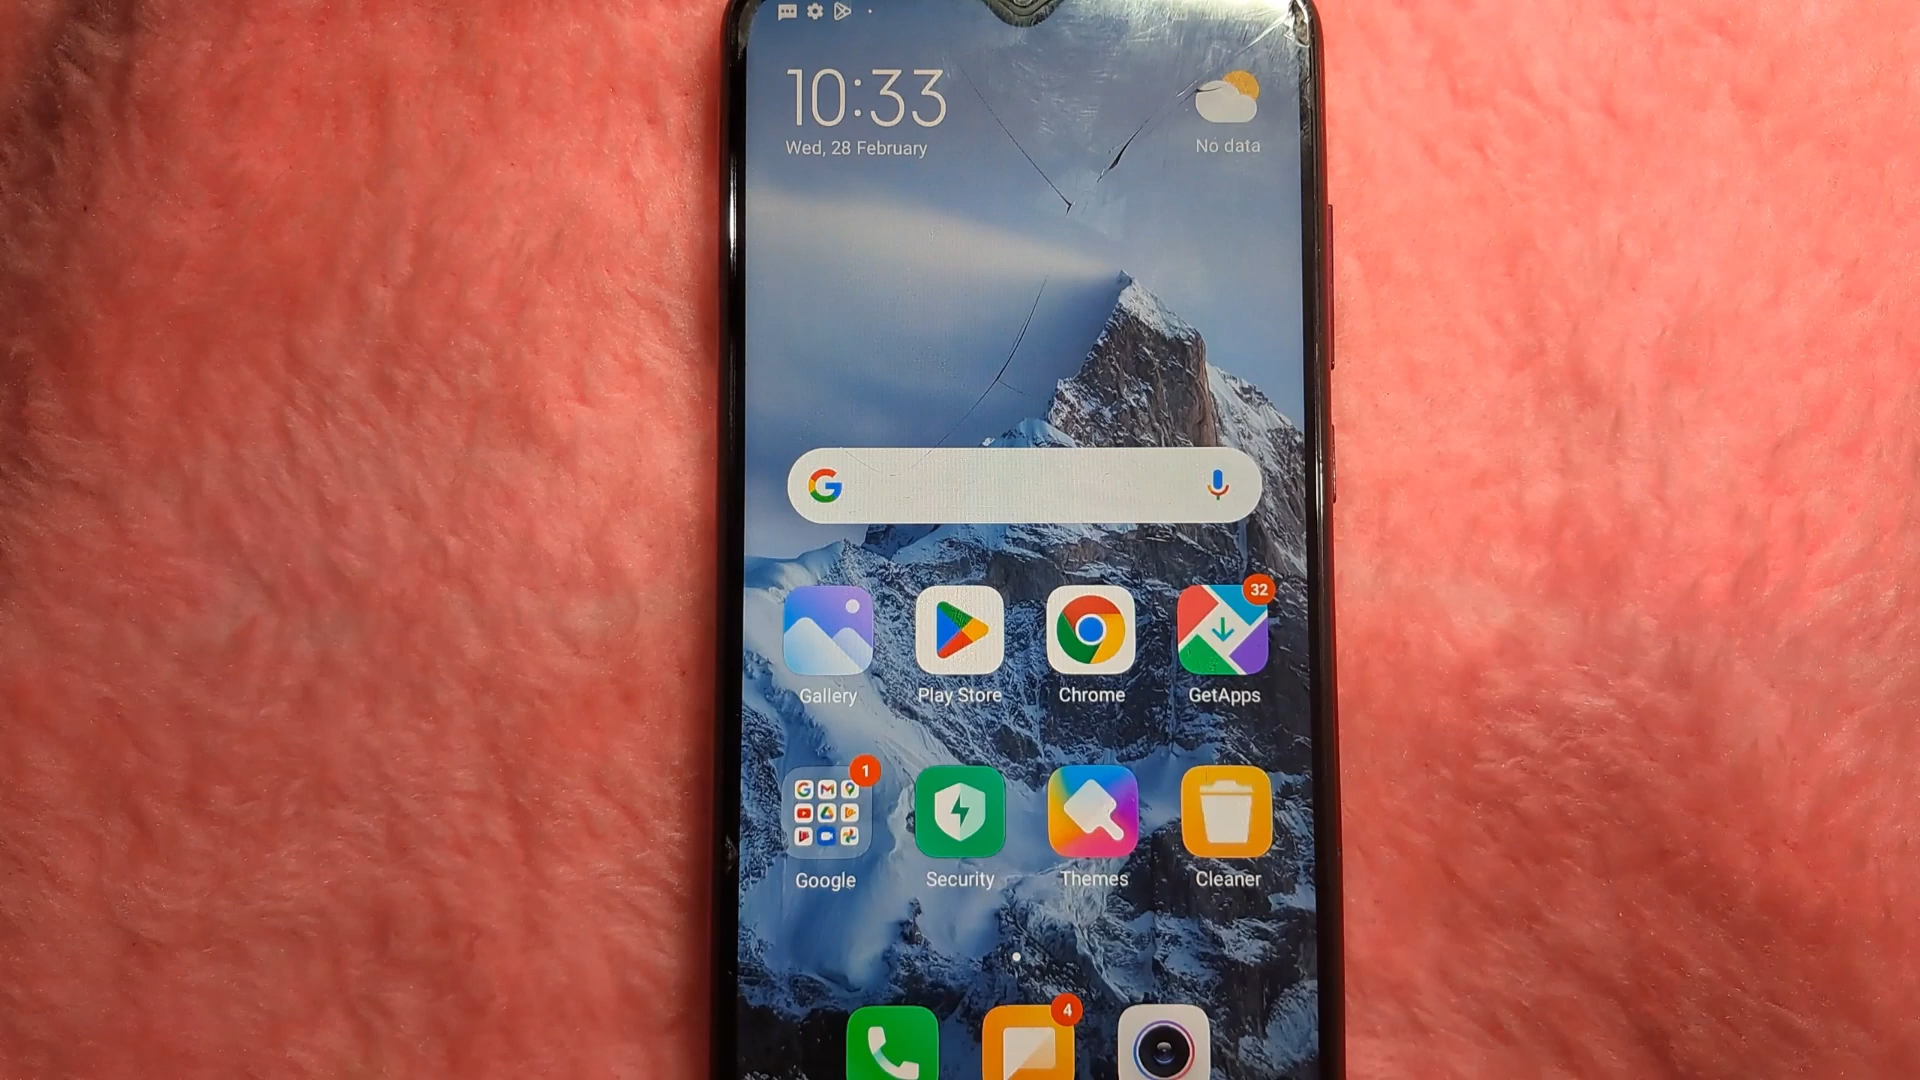 10:33
Wed, 28 February
No data
G
32
Gallery
Play Store
Chrome
GetApps
1
Google
Security
Themes
Cleaner
4